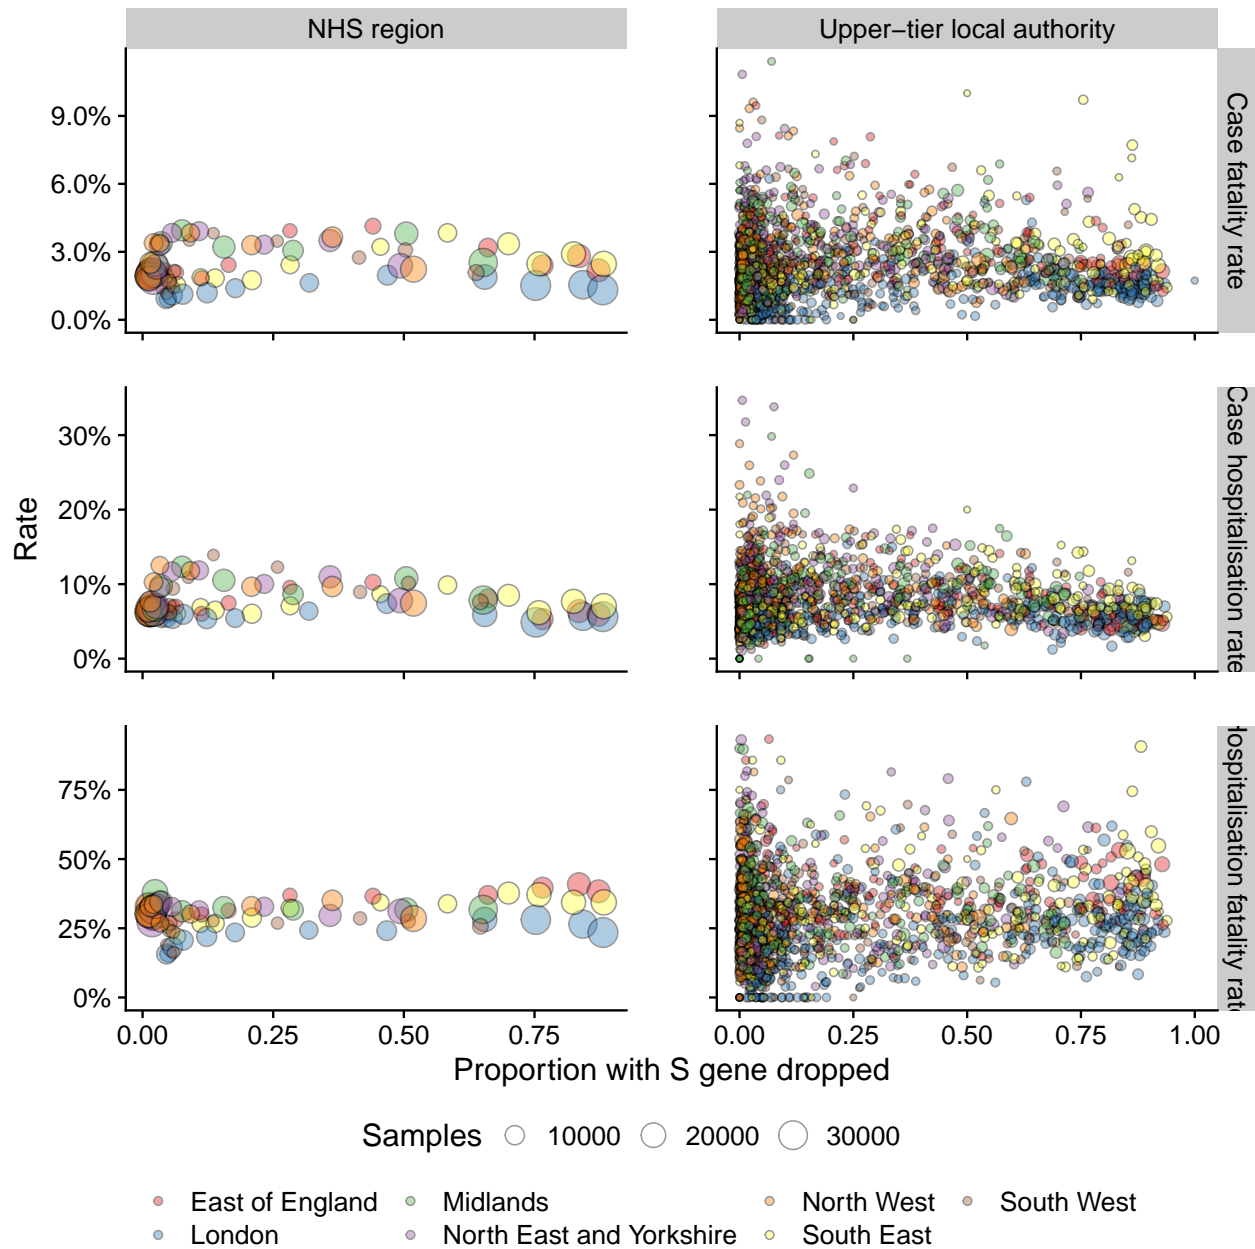 NHS region
Upper−tier local authority
9.0%
6.0%
3.0%
0.0%
Case fatality rate
30%
20%
10%
0%
Case hospitalisation rate
75%
50%
25%
0%
fatality
Rate
0.00 0.25 0.50 0.75
0.00 0.25 0.50 0.75 1.00
Proportion with S gene dropped
Samples 10000 20000 30000
East of England Midlands North West South West
London North East and Yorkshire South East